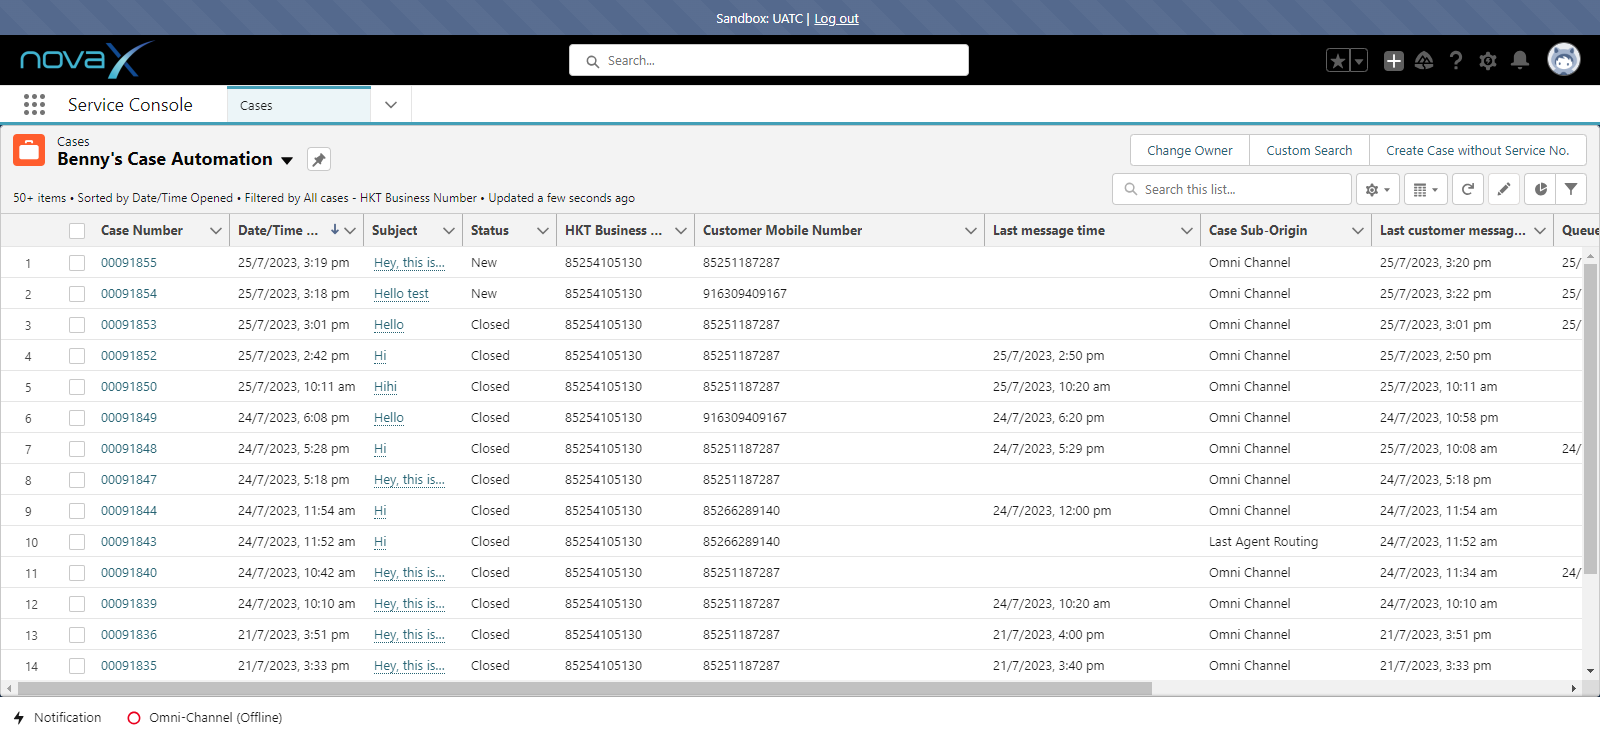 Sandbox: UATC | Log out
novaX
Search...
Service Console
Cases
Cases
Benny's Case Automation
Change Owner
Custom Search
Create Case without Service No.
50+ items • Sorted by Date/Time Opened • Filtered by All cases - HKT Business Number • Updated a few seconds ago
Search this list...
Case Number Date/Time ... Subject Status HKT Business ... Customer Mobile Number Last message time Case Sub-Origin Last customer messag... Queue
1 00091855 25/7/2023, 3:19 pm Hey, this is... New 85254105130 85251187287 Omni Channel 25/7/2023, 3:20 pm 25/
2 00091854 25/7/2023, 3:18 pm Hello test New 85254105130 916309409167 Omni Channel 25/7/2023, 3:22 pm 25/
3 00091853 25/7/2023, 3:01 pm Hello Closed 85254105130 85251187287 Omni Channel 25/7/2023, 3:01 pm 25/
4 00091852 25/7/2023, 2:42 pm Hi Closed 85254105130 85251187287 25/7/2023, 2:50 pm Omni Channel 25/7/2023, 2:50 pm
5 00091850 25/7/2023, 10:11 am Hihi Closed 85254105130 85251187287 25/7/2023, 10:20 am Omni Channel 25/7/2023, 10:11 am
6 00091849 24/7/2023, 6:08 pm Hello Closed 85254105130 916309409167 24/7/2023, 6:20 pm Omni Channel 24/7/2023, 10:58 pm
7 00091848 24/7/2023, 5:28 pm Hi Closed 85254105130 85251187287 24/7/2023, 5:29 pm Omni Channel 25/7/2023, 10:08 am 24/
8 00091847 24/7/2023, 5:18 pm Hey, this is... Closed 85254105130 85251187287 Omni Channel 24/7/2023, 5:18 pm
9 00091844 24/7/2023, 11:54 am Hi Closed 85254105130 85266289140 24/7/2023, 12:00 pm Omni Channel 24/7/2023, 11:54 am
10 00091843 24/7/2023, 11:52 am Hi Closed 85254105130 85266289140 Last Agent Routing 24/7/2023, 11:52 am
11 00091840 24/7/2023, 10:42 am Hey, this is... Closed 85254105130 85251187287 Omni Channel 24/7/2023, 11:34 am 24/
12 00091839 24/7/2023, 10:10 am Hey, this is... Closed 85254105130 85251187287 24/7/2023, 10:20 am Omni Channel 24/7/2023, 10:10 am
13 00091836 21/7/2023, 3:51 pm Hey, this is... Closed 85254105130 85251187287 21/7/2023, 4:00 pm Omni Channel 21/7/2023, 3:51 pm
14 00091835 21/7/2023, 3:33 pm Hey, this is... Closed 85254105130 85251187287 21/7/2023, 3:40 pm Omni Channel 21/7/2023, 3:33 pm
Notification
Omni-Channel (Offline)